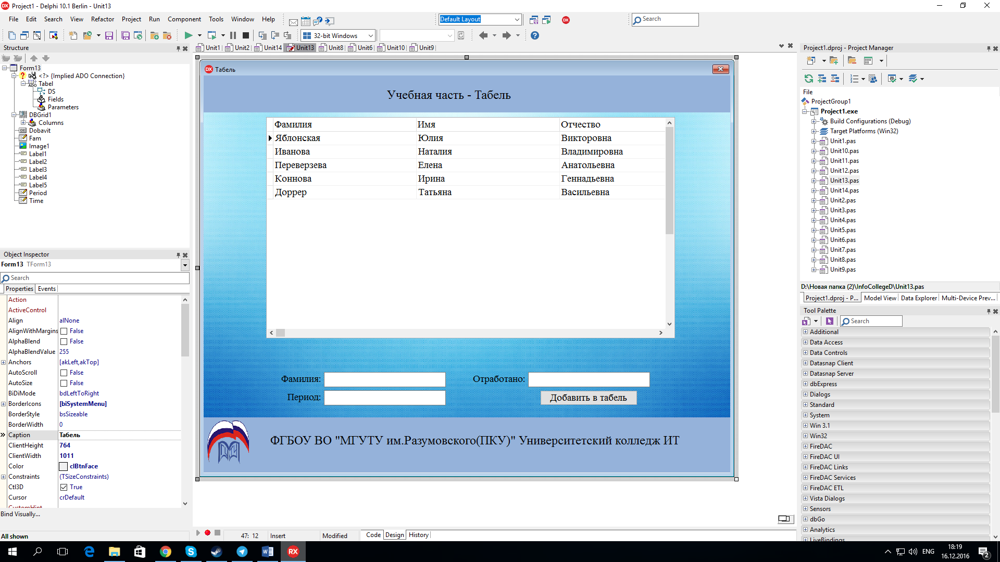 Project1 - Delphi 10.1 Berlin - Unit13
File Edit Search View Refactor Project Run Component Tools Window Help
Default Layout
Search
32-bit Windows
Structure
Form13
<?> {Implied ADO Connection}
Tabel
DS
Fields
Parameters
DBGrid1
Columns
Dobavit
Fam
Image1
Label1
Label2
Label3
Label4
Label5
Period
Time
Object Inspector
Form13 TForm13
Search
Properties Events
Action
ActiveControl
Align alNone
AlignWithMargins False
AlphaBlend False
AlphaBlendValue 255
Anchors [akLeft,akTop]
AutoScroll False
AutoSize False
BiDiMode bdLeftToRight
BorderIcons [biSystemMenu]
BorderStyle bsSizeable
BorderWidth 0
Caption Табель
ClientHeight 764
ClientWidth 1011
Color clBtnFace
Constraints (TSizeConstraints)
Ctl3D True
Cursor crDefault
CustomHint
Bind Visually...
All shown
Unit1 Unit2 Unit14 Unit13 Unit8 Unit6 Unit10 Unit9
Табель
Учебная часть - Табель
Фамилия Имя Отчество
Яблонская Юлия Викторовна
Иванова Наталия Владимировна
Переверзева Елена Анатольевна
Коннова Ирина Геннадьевна
Доррер Татьяна Васильевна
Фамилия: Отработано:
Период: Добавить в табель
ФГБОУ ВО "МГУТУ им.Разумовского(ПКУ)" Университетский колледж ИТ
47: 12 Insert Modified Code Design History
Project1.dproj - Project Manager
File
ProjectGroup1
Project1.exe
Build Configurations (Debug)
Target Platforms (Win32)
Unit1.pas
Unit10.pas
Unit11.pas
Unit12.pas
Unit13.pas
Unit14.pas
Unit2.pas
Unit3.pas
Unit4.pas
Unit5.pas
Unit6.pas
Unit7.pas
Unit8.pas
Unit9.pas
D:\Новая папка (2)\InfoCollegeD\Unit13.pas
Project1.dproj - P... Model View Data Explorer Multi-Device Prev...
Tool Palette
Search
Additional
Data Access
Data Controls
Datasnap Client
Datasnap Server
dbExpress
Dialogs
Standard
System
Win 3.1
Win32
FireDAC
FireDAC UI
FireDAC Links
FireDAC Services
FireDAC ETL
Vista Dialogs
Sensors
dbGo
Analytics
LiveBindings
ENG
18:19
16.12.2016
2